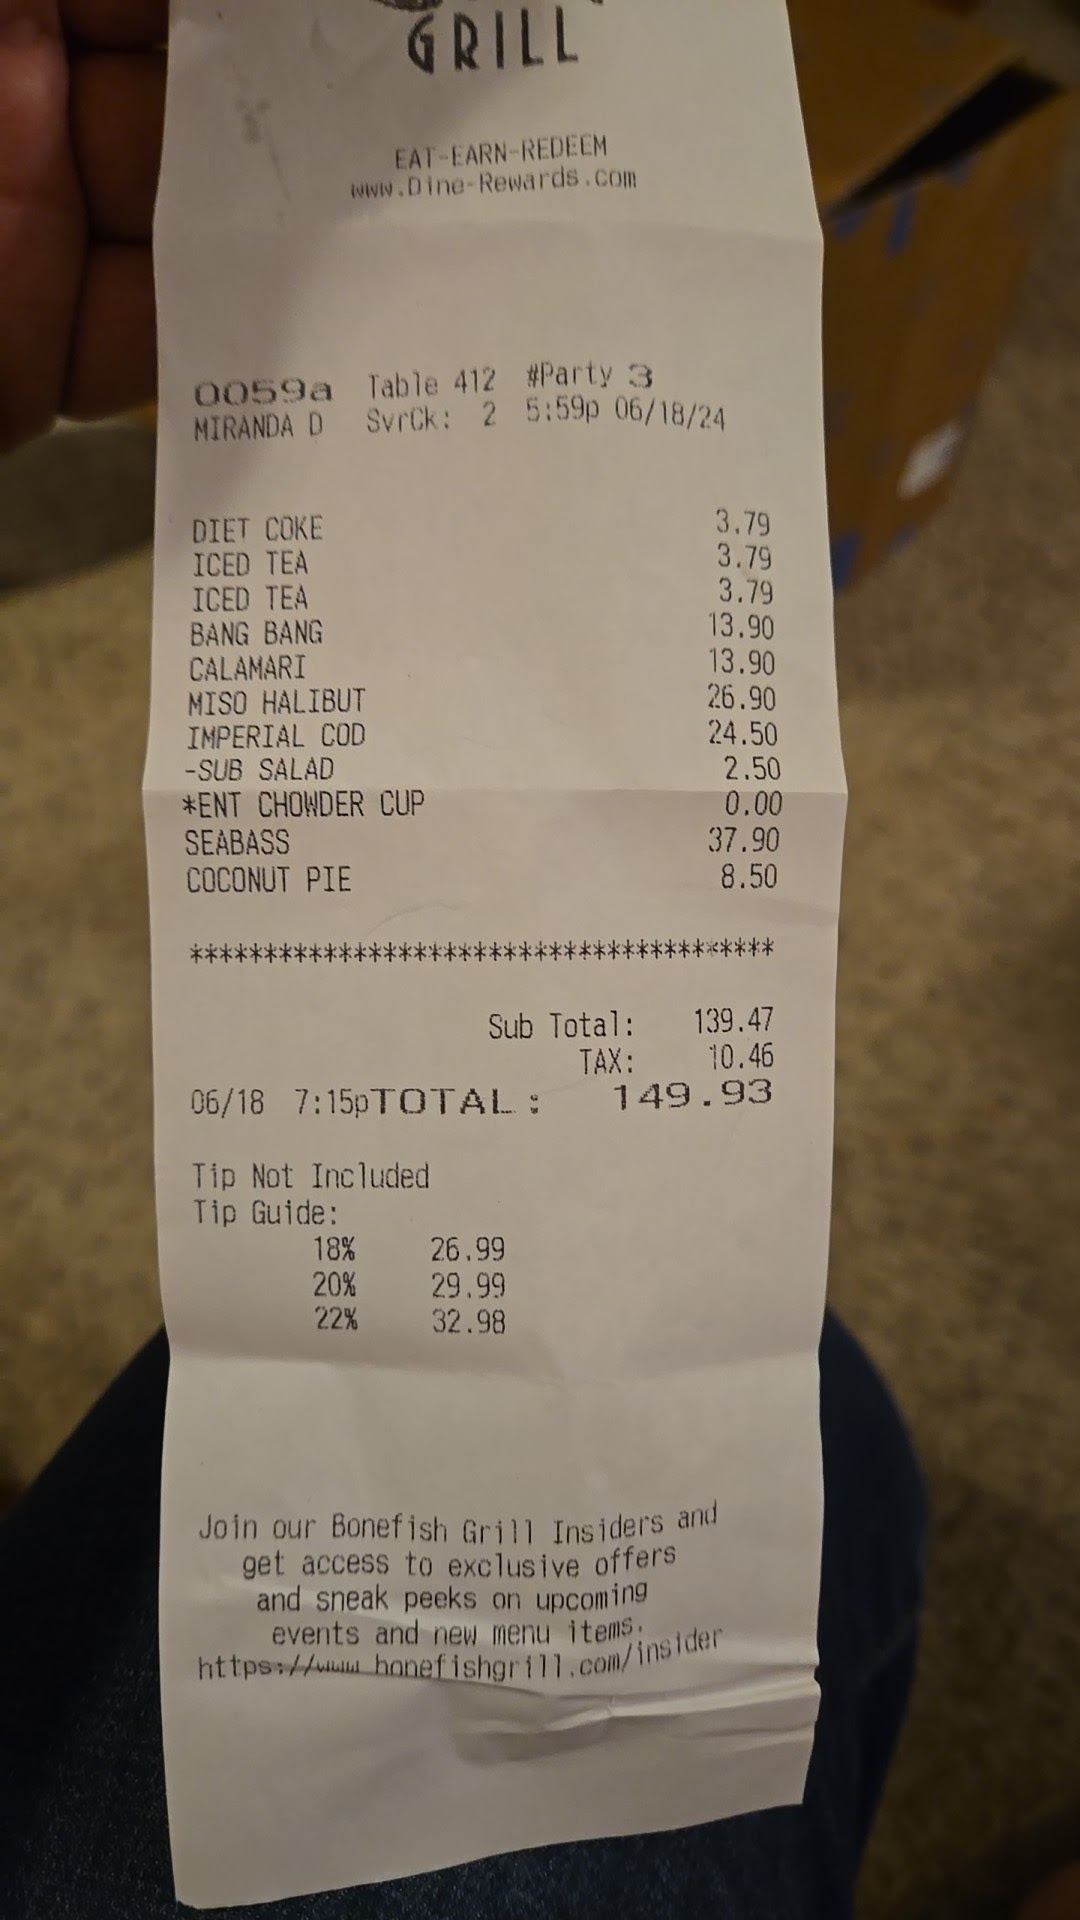 GRILL
EAT-EARN-REDEEM
www.Dine-Rewards.com
0059a Table 412 #Party 3
MIRANDA D SvrCk: 2 5:59p 06/18/24
DIET COKE 3.79
ICED TEA 3.79
ICED TEA 3.79
BANG BANG 13.90
CALAMARI 13.90
MISO HALIBUT 26.90
IMPERIAL COD 24.50
-SUB SALAD 2.50
*ENT CHOWDER CUP 0.00
SEABASS 37.90
COCONUT PIE 8.50
****************************************
Sub Total: 139.47
TAX: 10.46
06/18 7:15pTOTAL: 149.93
Tip Not Included
Tip Guide:
18% 26.99
20% 29.99
22% 32.98
Join our Bonefish Grill Insiders and
get access to exclusive offers
and sneak peeks on upcoming
events and new menu items.
https://www.bonefishgrill.com/insider